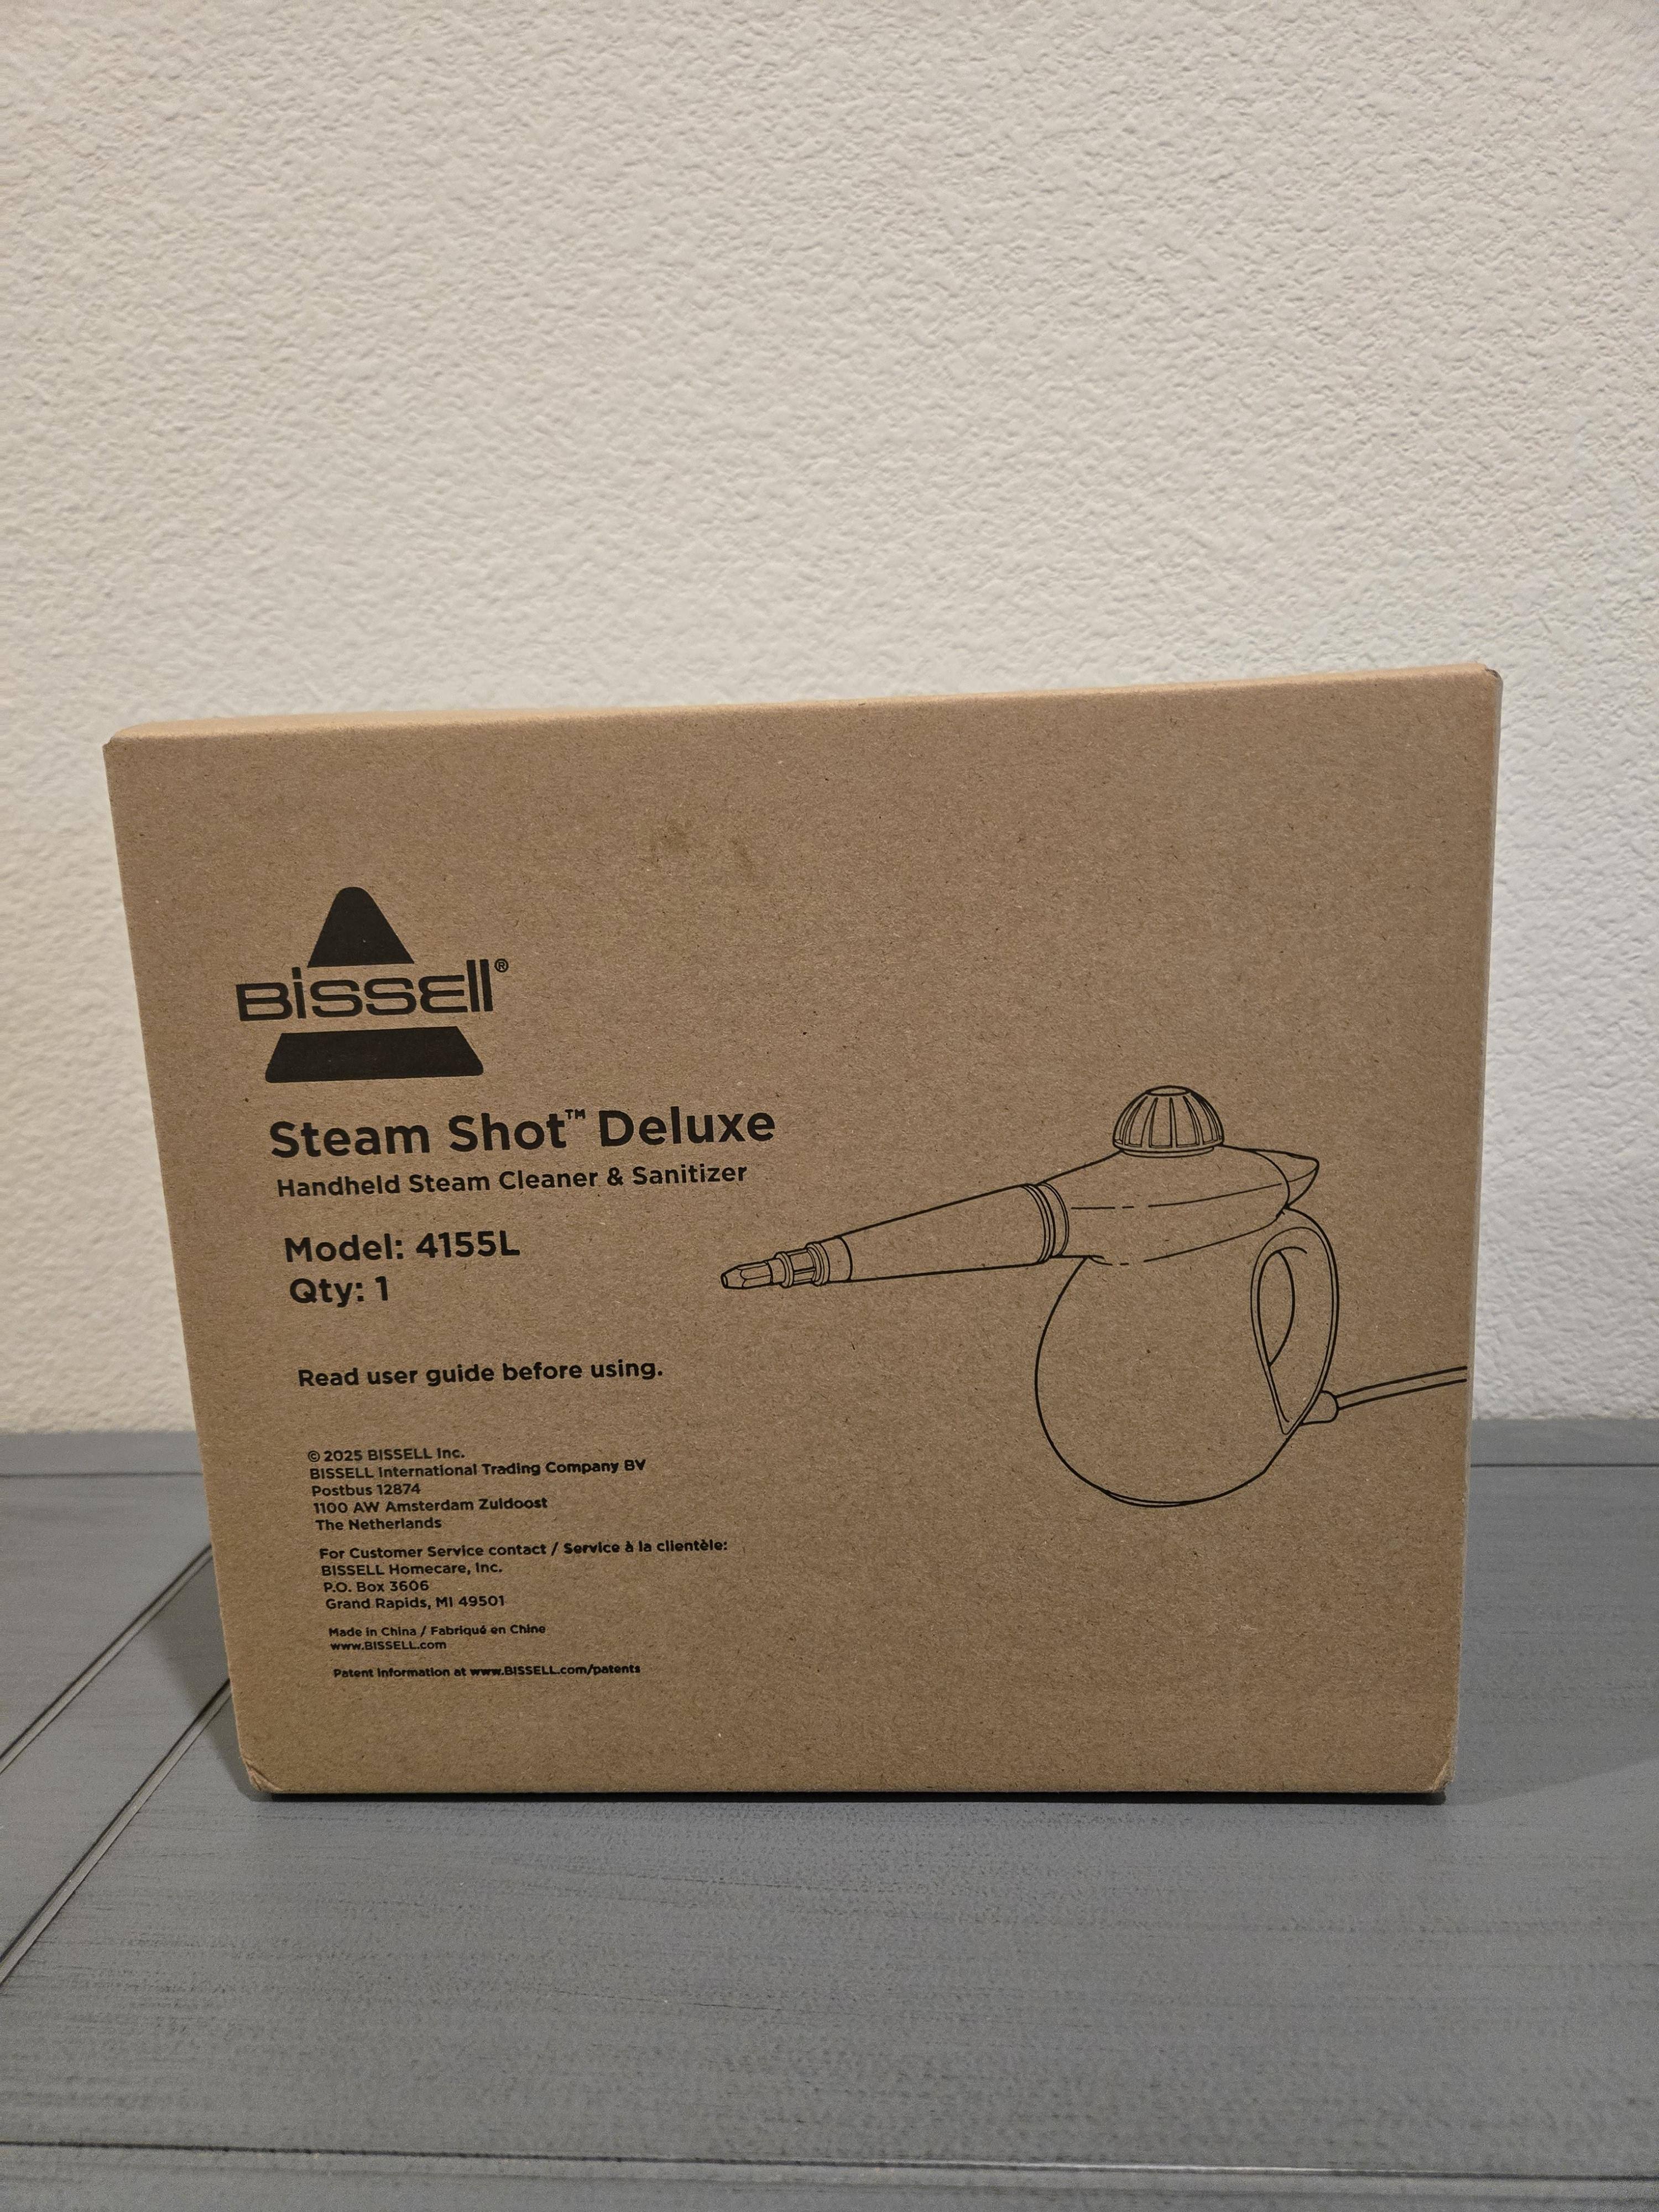 BISSELL®
Steam Shot™ Deluxe
Handheld Steam Cleaner & Sanitizer
Model: 4155L
Qty: 1
Read user guide before using.
© 2025 BISSELL Inc.
BISSELL International Trading Company BV
Postbus 12874
1100 AW Amsterdam Zuidoost
The Netherlands
For Customer Service contact / Service à la clientèle:
BISSELL Homecare, Inc.
P.O. Box 3606
Grand Rapids, MI 49501
Made in China / Fabriqué en Chine
www.BISSELL.com
Patent information at www.BISSELL.com/patents